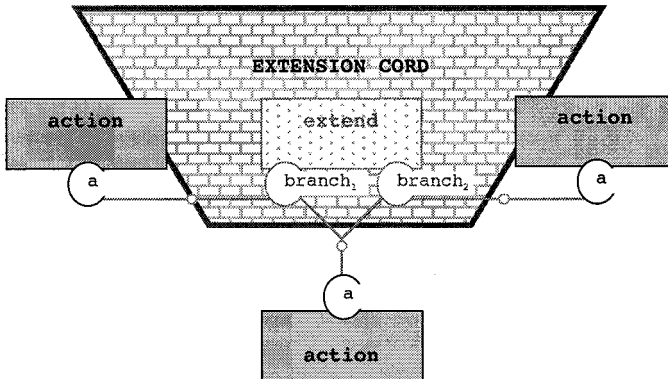 EXTENSION CORD
action
extend
action
a
branch₁
branch₂
a
a
action